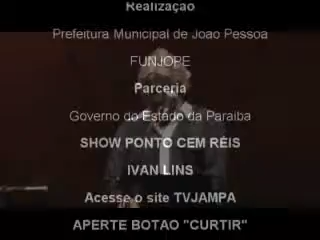 Realização
Prefeitura Municipal de Joao Pessoa
FUNJOPE
Parceria
Governo do Estado da Paraiba
SHOW PONTO CEM RÉIS
IVAN LINS
Acesse o site TVJAMPA
APERTE BOTAO "CURTIR"